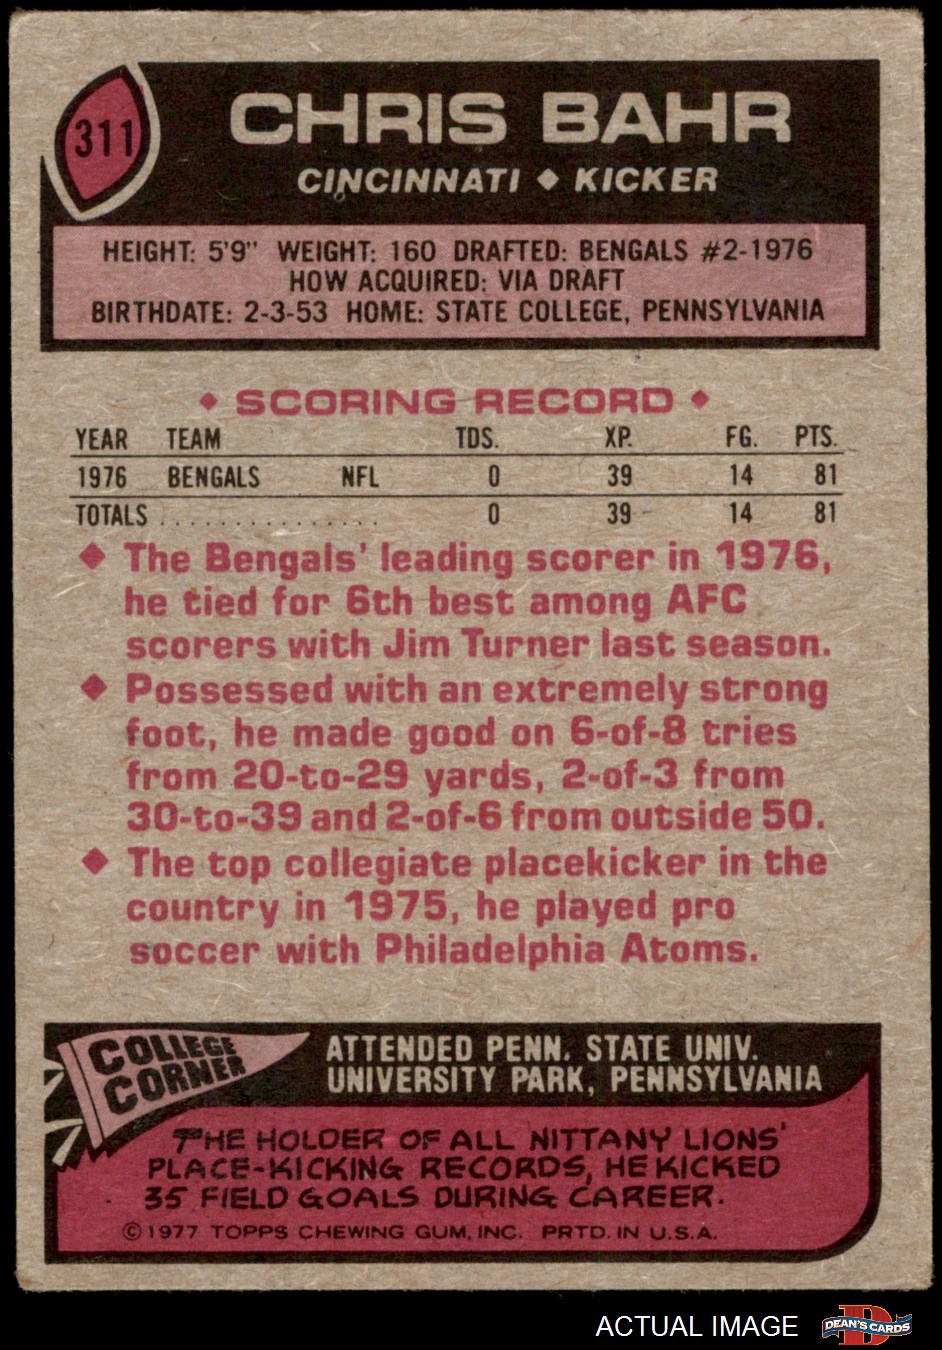 311
CHRIS BAHR
CINCINNATI ◆ KICKER
HEIGHT: 5'9" WEIGHT: 160 DRAFTED: BENGALS #2-1976
HOW ACQUIRED: VIA DRAFT
BIRTHDATE: 2-3-53 HOME: STATE COLLEGE, PENNSYLVANIA
◆ SCORING RECORD ◆
YEAR TEAM TDS. XP. FG. PTS.
1976 BENGALS NFL 0 39 14 81
TOTALS . . . . . . . . . . . . . . . . 0 39 14 81
◆ The Bengals' leading scorer in 1976,
he tied for 6th best among AFC
scorers with Jim Turner last season.
◆ Possessed with an extremely strong
foot, he made good on 6-of-8 tries
from 20-to-29 yards, 2-of-3 from
30-to-39 and 2-of-6 from outside 50.
◆ The top collegiate placekicker in the
country in 1975, he played pro
soccer with Philadelphia Atoms.
COLLEGE
CORNER
ATTENDED PENN. STATE UNIV.
UNIVERSITY PARK, PENNSYLVANIA
THE HOLDER OF ALL NITTANY LIONS'
PLACE-KICKING RECORDS, HE KICKED
35 FIELD GOALS DURING CAREER.
© 1977 TOPPS CHEWING GUM, INC. PRTD. IN U.S.A.
ACTUAL IMAGE
D
DEAN'S CARDS